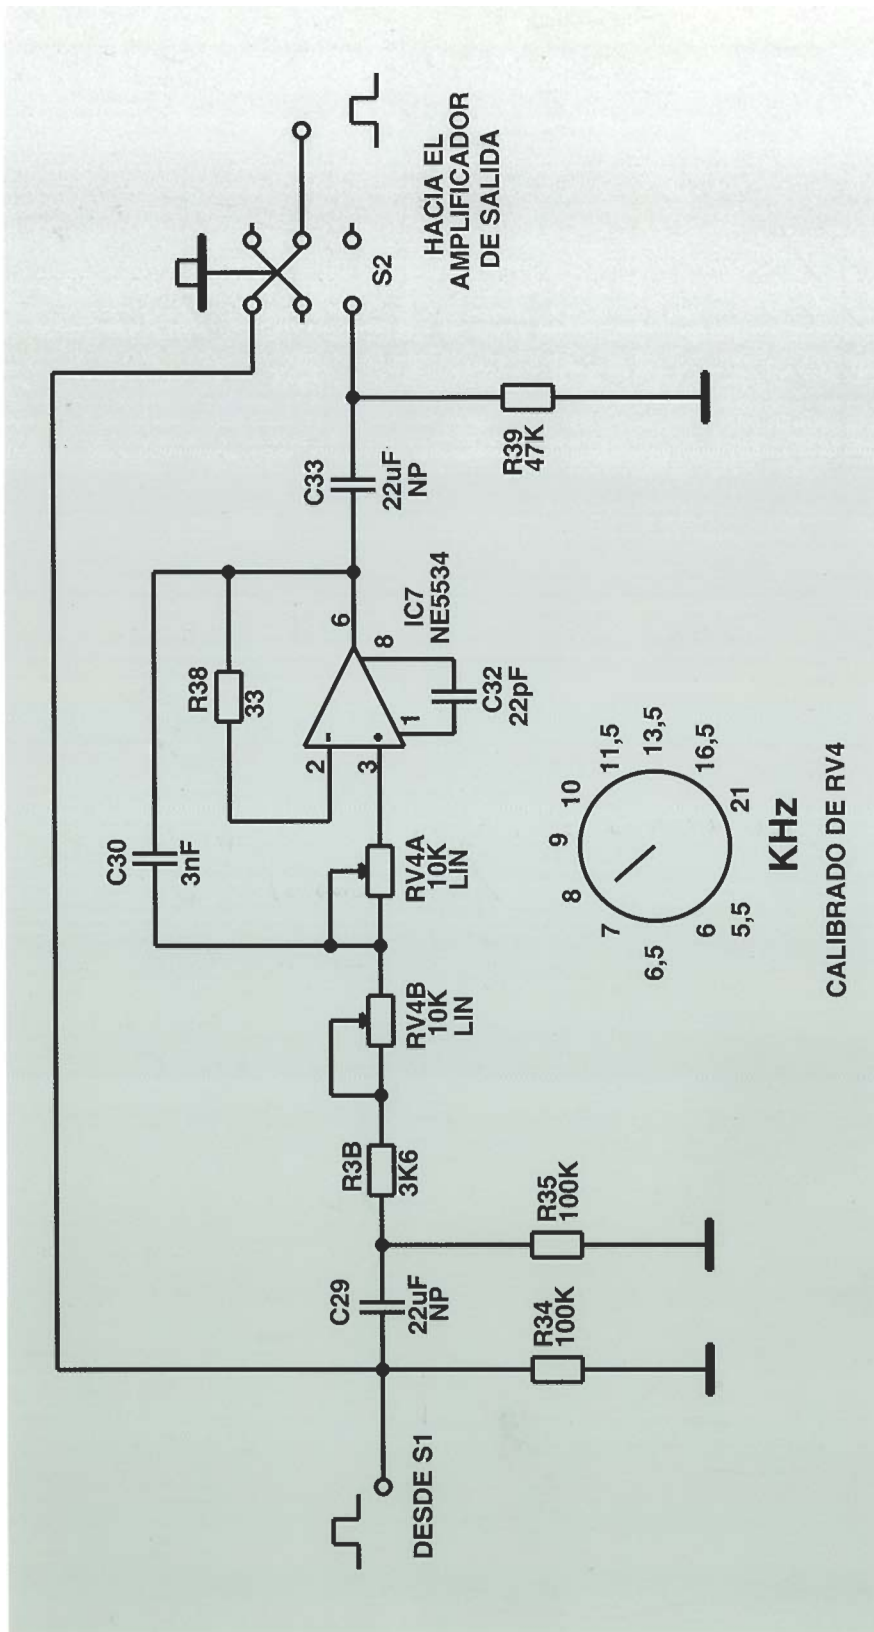 DESDE S1
C29
22uF
NP
R34
100K
R35
100K
R3B
3K6
RV4B
10K
LIN
RV4A
10K
LIN
C30
3nF
R38
33
2
3
-
+
6
8
1
IC7
NE5534
C32
22pF
C33
22uF
NP
R39
47K
S2
HACIA EL
AMPLIFICADOR
DE SALIDA
5,5
6
6,5
7
8
9
10
11,5
13,5
16,5
21
KHz
CALIBRADO DE RV4